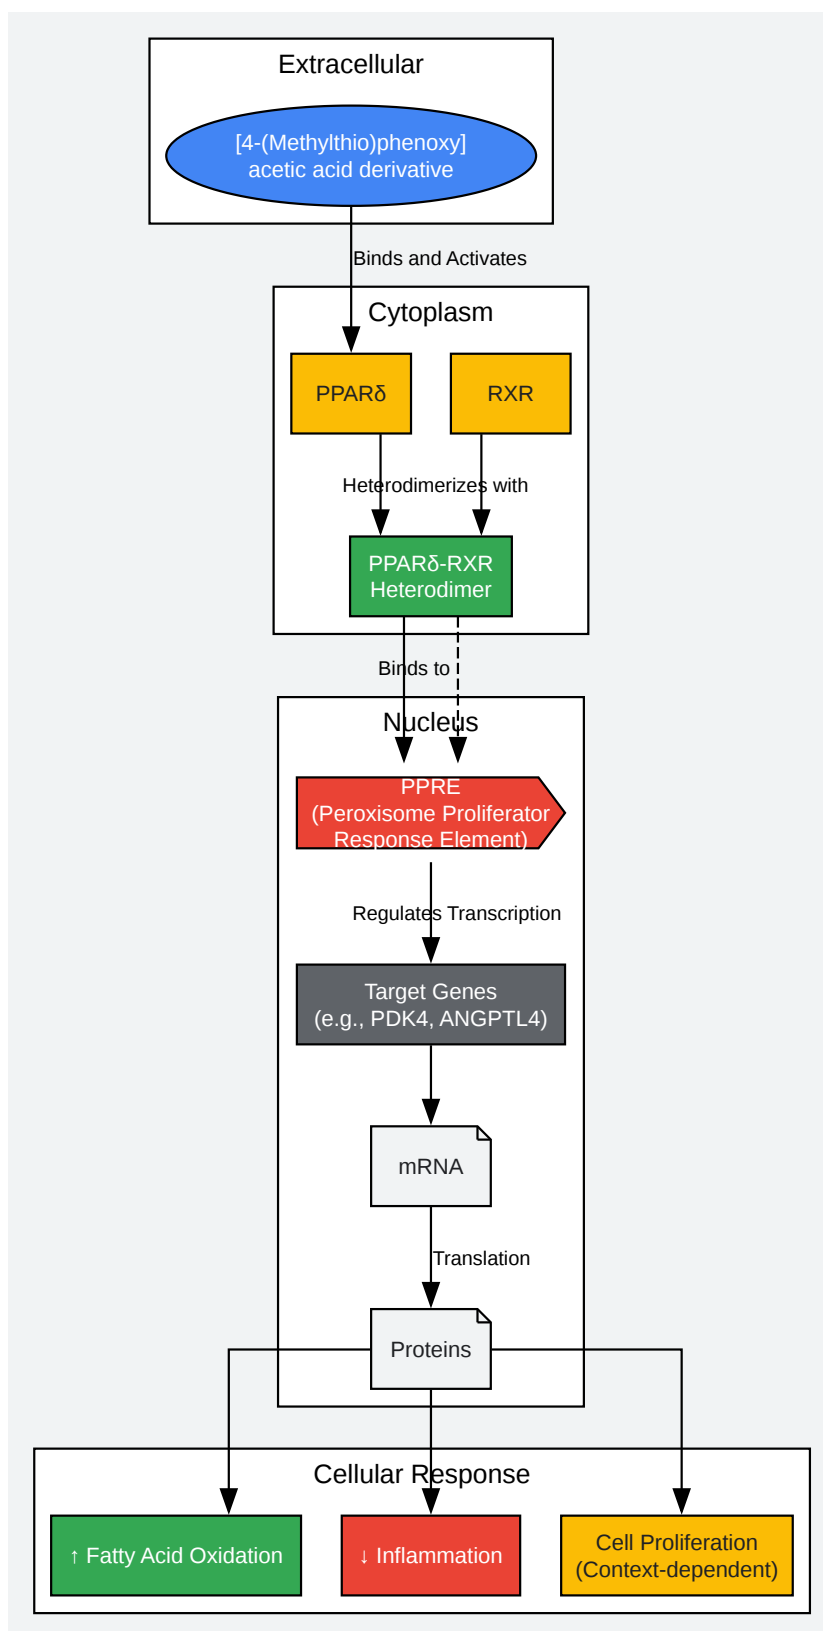 Extracellular
[4-(Methylthio)phenoxy]
acetic acid derivative
Binds and Activates
Cytoplasm
PPARδ
RXR
Heterodimerizes with
PPARδ-RXR
Heterodimer
Binds to
Nucleus
PPRE
(Peroxisome Proliferator
Response Element)
Regulates Transcription
Target Genes
(e.g., PDK4, ANGPTL4)
mRNA
Translation
Proteins
Cellular Response
↑ Fatty Acid Oxidation
↓ Inflammation
Cell Proliferation
(Context-dependent)